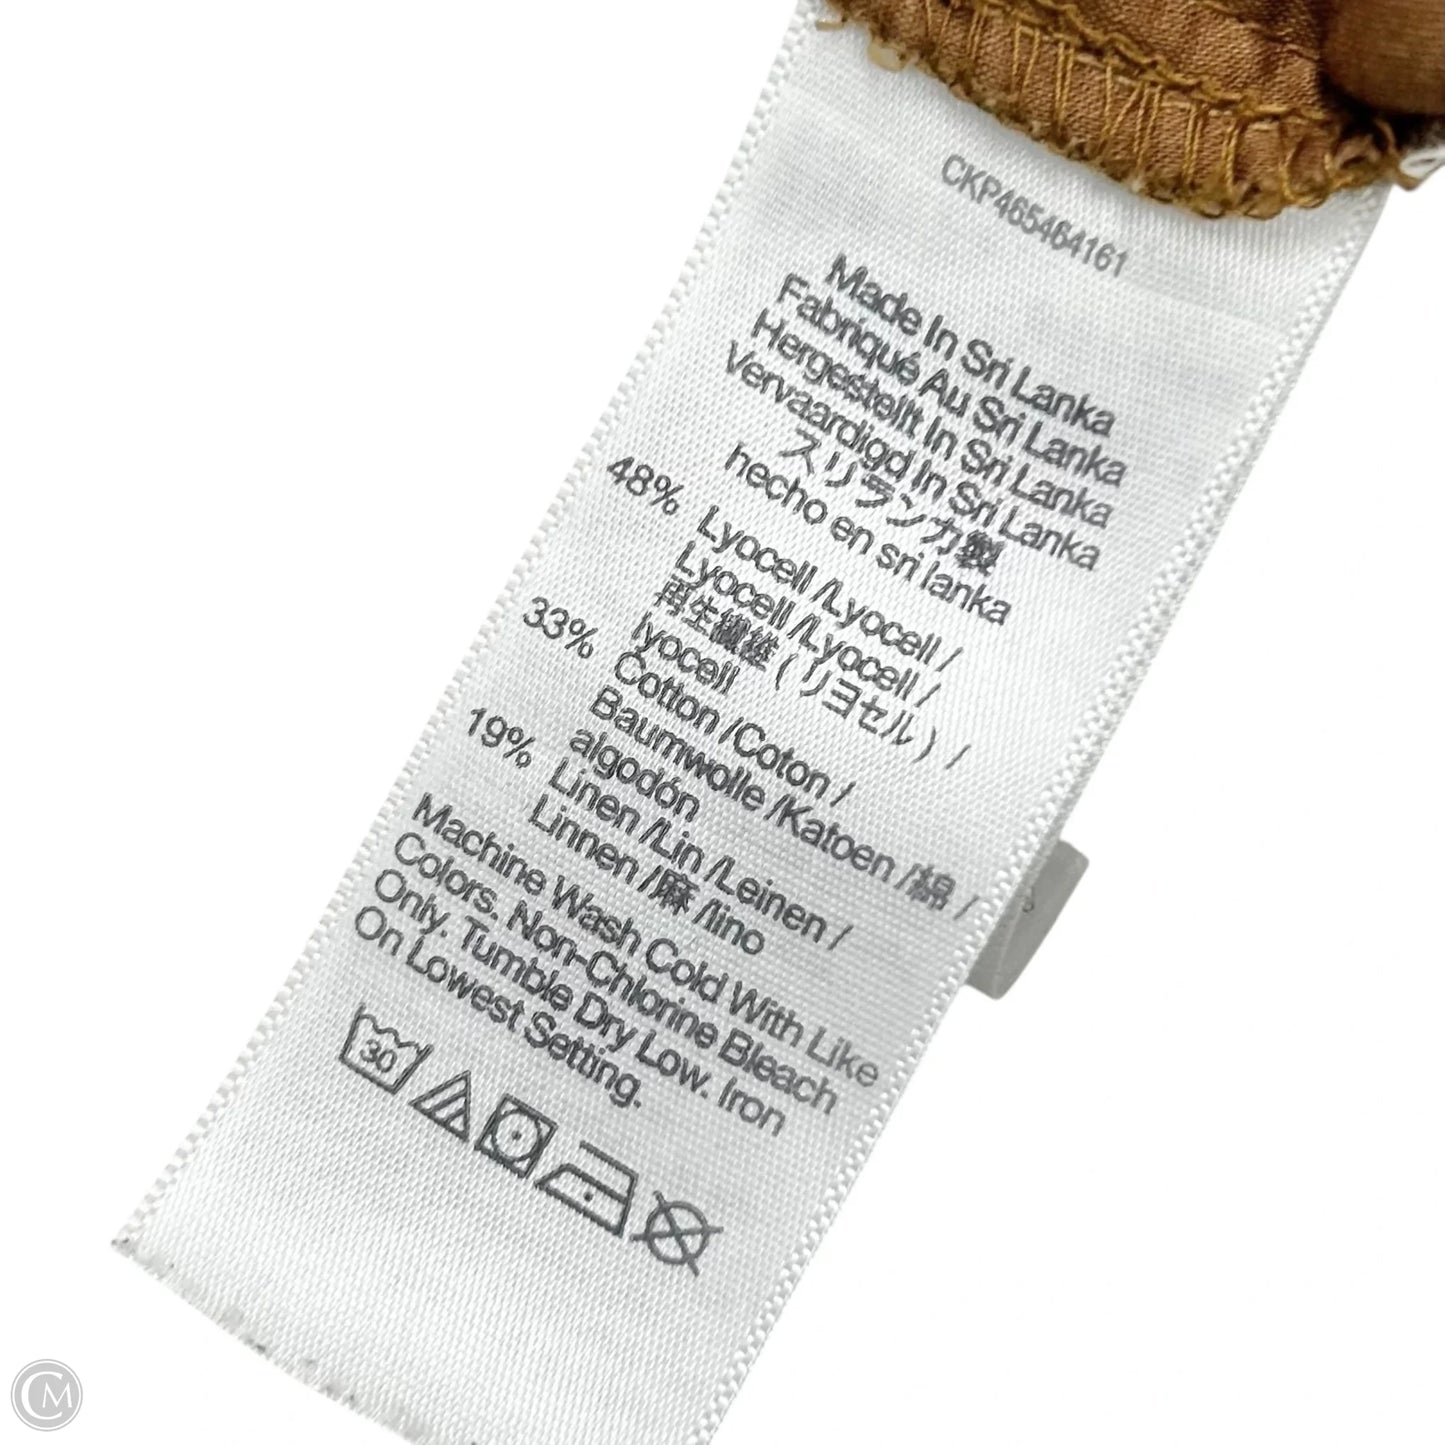 CKP465464161
Made In Sri Lanka
Fabriqué Au Sri Lanka
Hergestellt In Sri Lanka
Vervaardigd In Sri Lanka
スリランカ製
hecho en sri lanka
48% Lyocell /Lyocell /
Lyocell /Lyocell /
再生繊維 ( リヨセル ) /
lyocell
33% Cotton /Coton /
Baumwolle /Katoen /綿 /
algodón
19% Linen /Lin /Leinen /
Linnen /麻 /lino
Machine Wash Cold With Like
Colors. Non-Chlorine Bleach
Only. Tumble Dry Low. Iron
On Lowest Setting.
30
CM